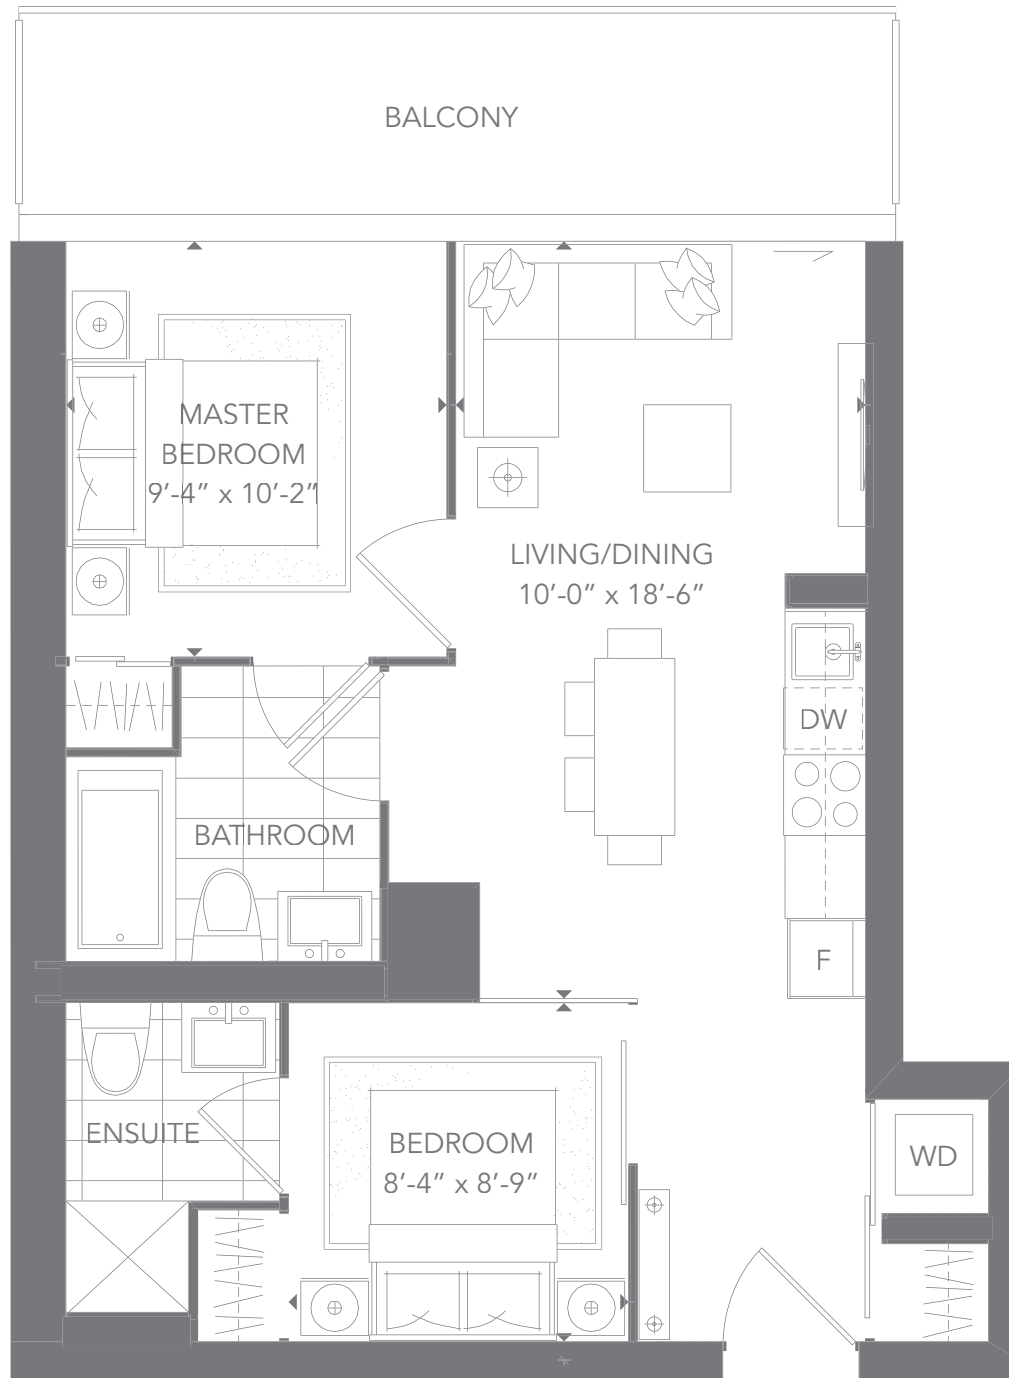 BALCONY
MASTER
BEDROOM
9’-4” x 10’-2”
LIVING/DINING
10’-0” x 18’-6”
DW
BATHROOM
F
ENSUITE
BEDROOM
8’-4” x 8’-9”
WD